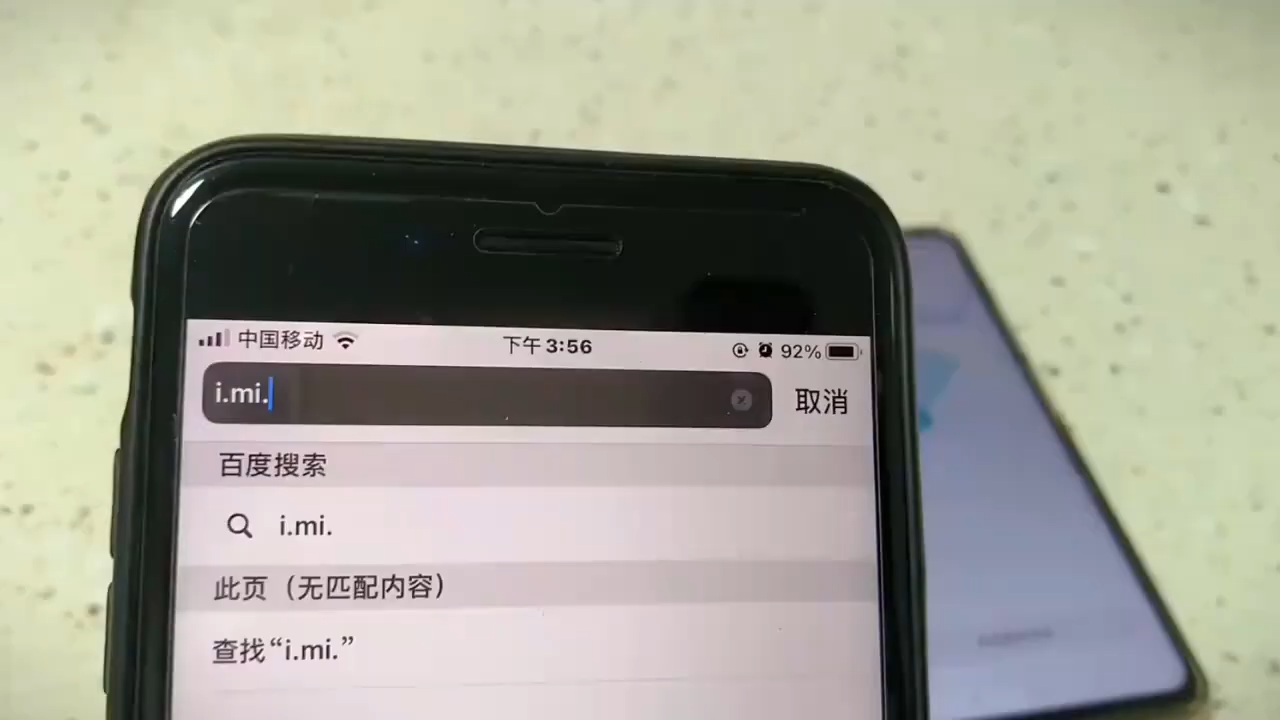 中国移动 下午3:56 92%
i.mi. 取消
百度搜索
i.mi.
此页（无匹配内容）
查找“i.mi.”